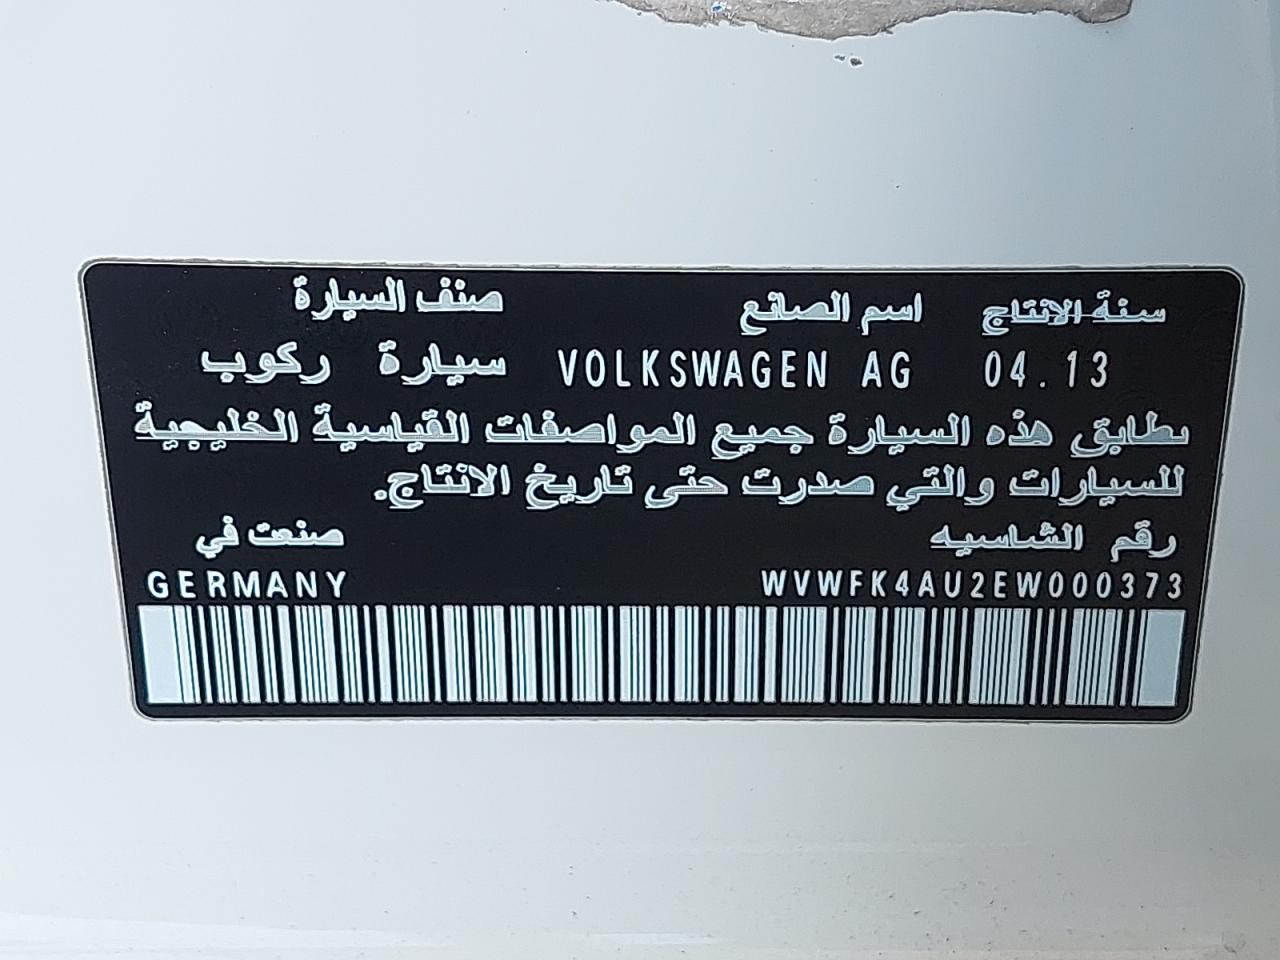 سنة الانتاج اسم الصانع صنف السيارة
04.13 VOLKSWAGEN AG سيارة ركوب
تطابق هذه السيارة جميع المواصفات القياسية الخليجية
للسيارات والتي صدرت حتى تاريخ الانتاج.
رقم الشاسيه صنعت في
WVWFK4AU2EW000373 GERMANY